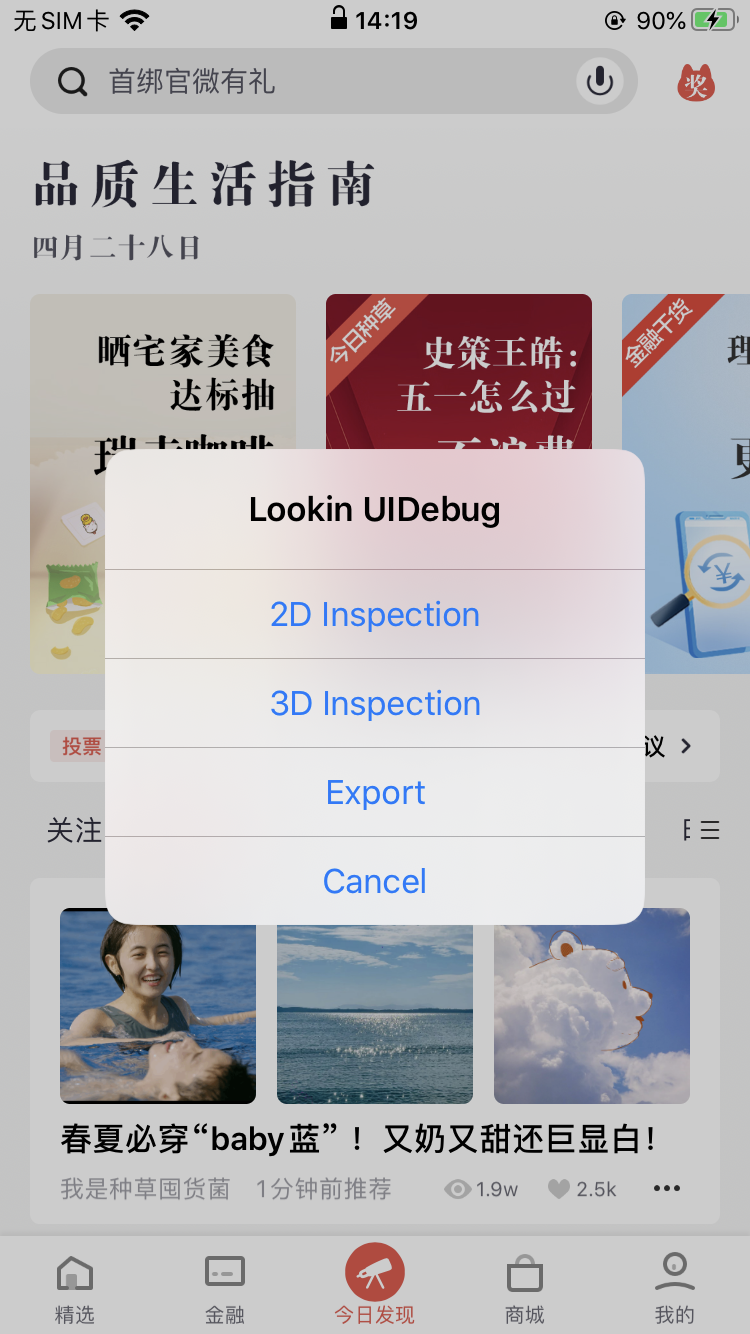 无SIM卡 14:19 90%
首绑官微有礼
奖
品质生活指南
四月二十八日
晒宅家美食
达标抽
今日种草
史策王皓:
五一怎么过
金融干货
理
更
Lookin UIDebug
2D Inspection
3D Inspection
Export
Cancel
投票
议
关注
春夏必穿“baby蓝”！又奶又甜还巨显白！
我是种草囤货菌 1分钟前推荐 1.9w 2.5k
精选 金融 今日发现 商城 我的